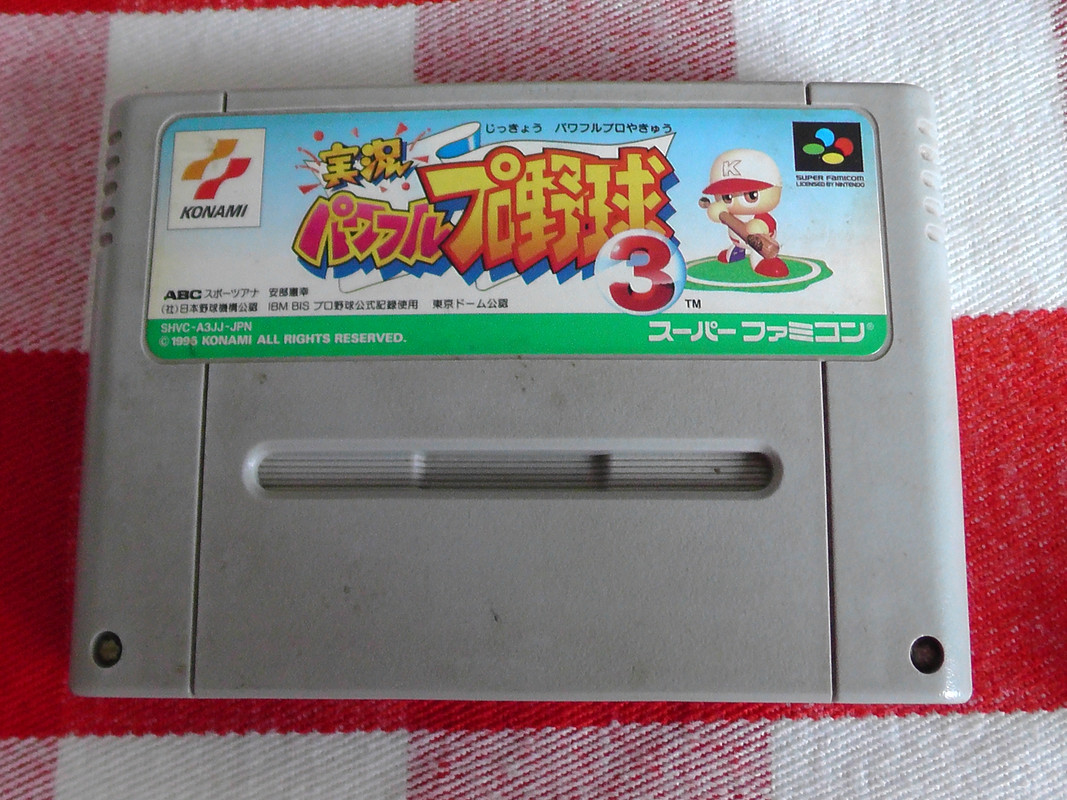 じっきょう パワフルプロやきゅう
実況
パワフル
プロ野球
3
TM
KONAMI
K
SUPER FAMICOM
LICENSED BY NINTENDO
ABC スポーツアナ 安部憲幸
(社)日本野球機構公認 IBM BIS プロ野球公式記録使用 東京ドーム公認
SHVC-A3JJ-JPN
© 1996 KONAMI ALL RIGHTS RESERVED.
スーパーファミコン®